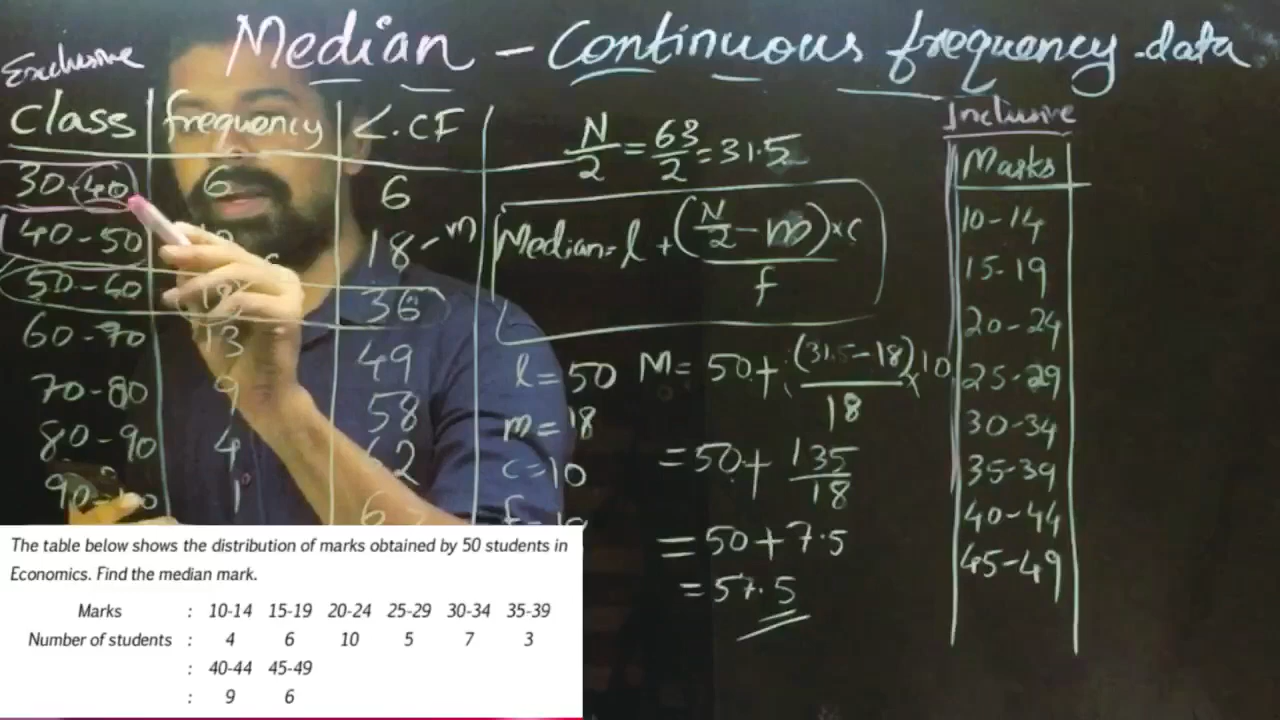 Median - Continuous frequency data
Exclusive
Class frequency <.CF
30-40 6 6
40-50 18-m
50-60 18 36
60-70 13 49
70-80 9 58
80-90 4 62
90- 1 6
N/2 = 63/2 = 31.5
Median = l + (N/2 - m) × c / f
l = 50
m = 18
c = 10
M = 50 + (31.5 - 18) × 10 / 18
= 50 + 135/18
= 50 + 7.5
= 57.5
Inclusive
Marks
10-14
15-19
20-24
25-29
30-34
35-39
40-44
45-49
The table below shows the distribution of marks obtained by 50 students in
Economics. Find the median mark.
Marks : 10-14 15-19 20-24 25-29 30-34 35-39
Number of students : 4 6 10 5 7 3
: 40-44 45-49
: 9 6